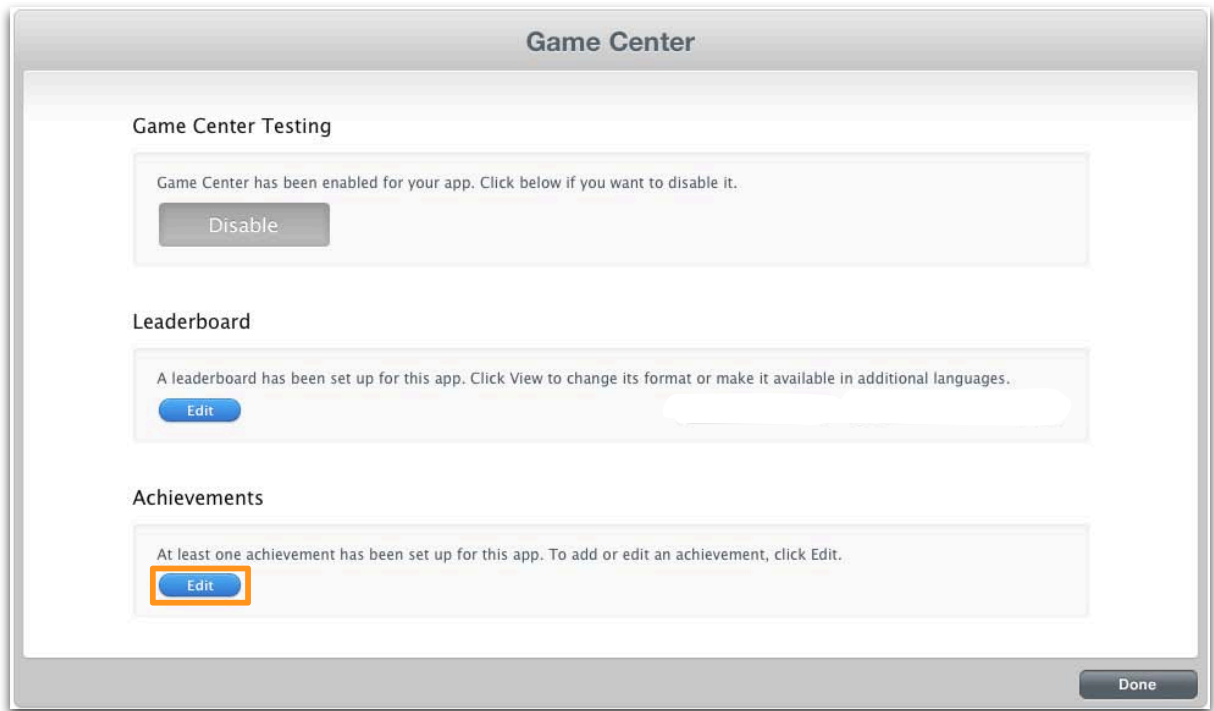 Game Center
Game Center Testing
Game Center has been enabled for your app. Click below if you want to disable it.
Disable
Leaderboard
A leaderboard has been set up for this app. Click View to change its format or make it available in additional languages.
Edit
Achievements
At least one achievement has been set up for this app. To add or edit an achievement, click Edit.
Edit
Done